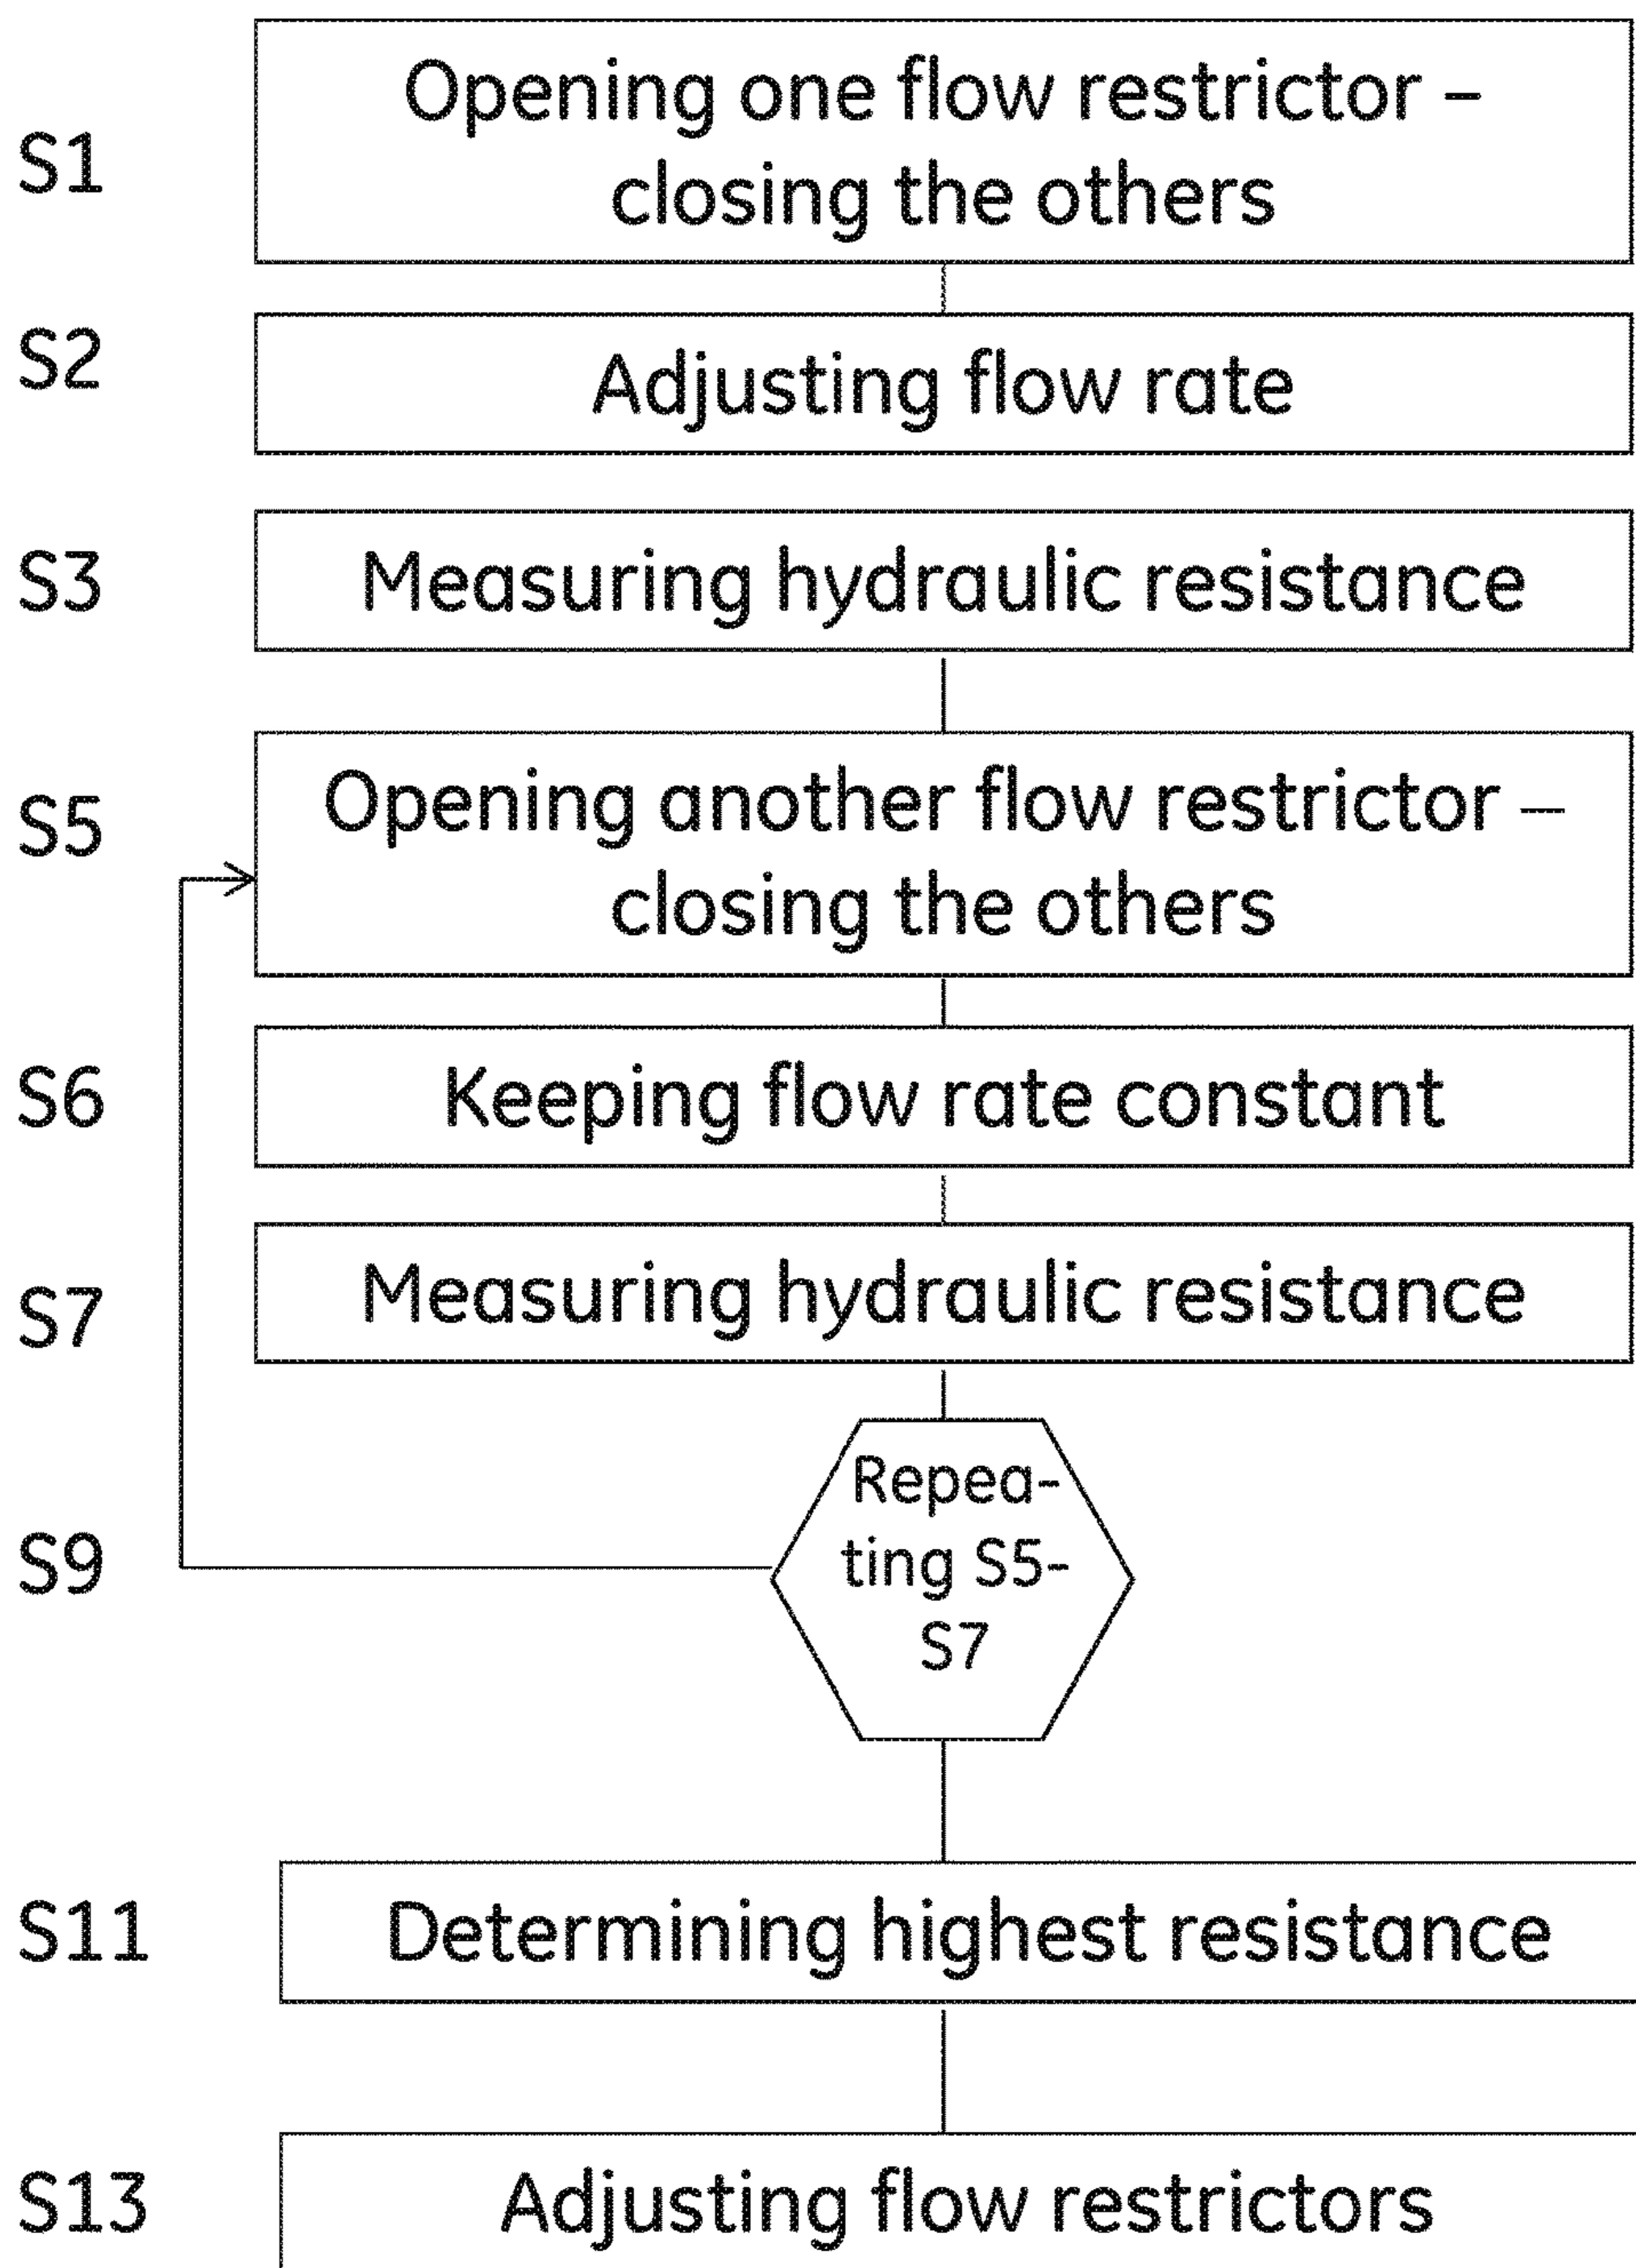 Opening one flow restrictor –
S1
closing the others
S2
Adjusting flow rate
S3
Measuring hydraulic resistance
Opening another flow restrictor –
S5
closing the others
S6
Keeping flow rate constant
S7
Measuring hydraulic resistance
Repea-
S9
ting S5-
S7
S11
Determining highest resistance
S13
Adjusting flow restrictors